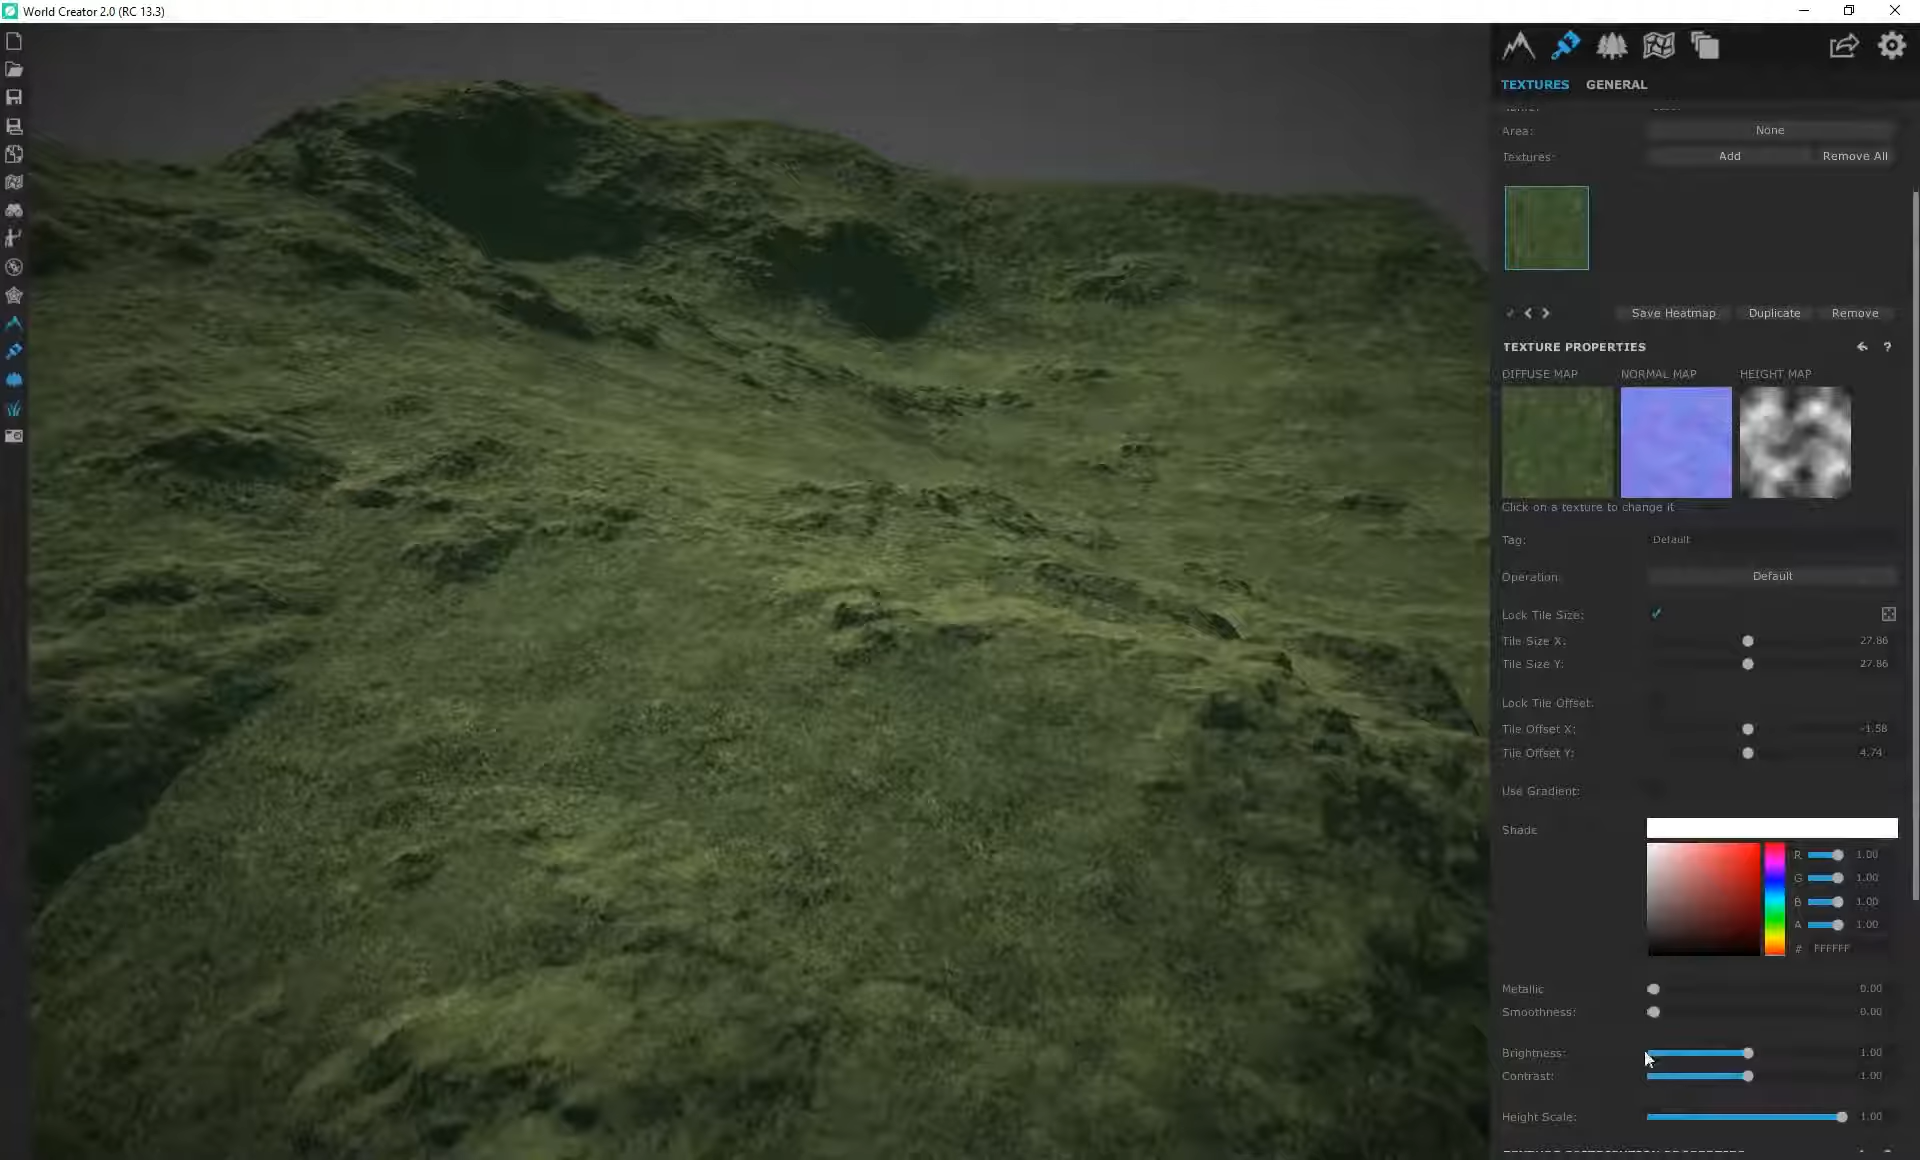 World Creator 2.0 (RC 13.3)
TEXTURES GENERAL
Area: None
Textures: Add Remove All
Save Heatmap Duplicate Remove
TEXTURE PROPERTIES ?
DIFFUSE MAP NORMAL MAP HEIGHT MAP
Click on a texture to change it
Tag: Default
Operation: Default
Lock Tile Size:
Tile Size X: 27.86
Tile Size Y: 27.86
Lock Tile Offset:
Tile Offset X: -1.58
Tile Offset Y: 4.74
Use Gradient:
Shade
R 1.00
G 1.00
B 1.00
A 1.00
# FFFFFF
Metallic 0.00
Smoothness: 0.00
Brightness: 1.00
Contrast: 1.00
Height Scale: 1.00